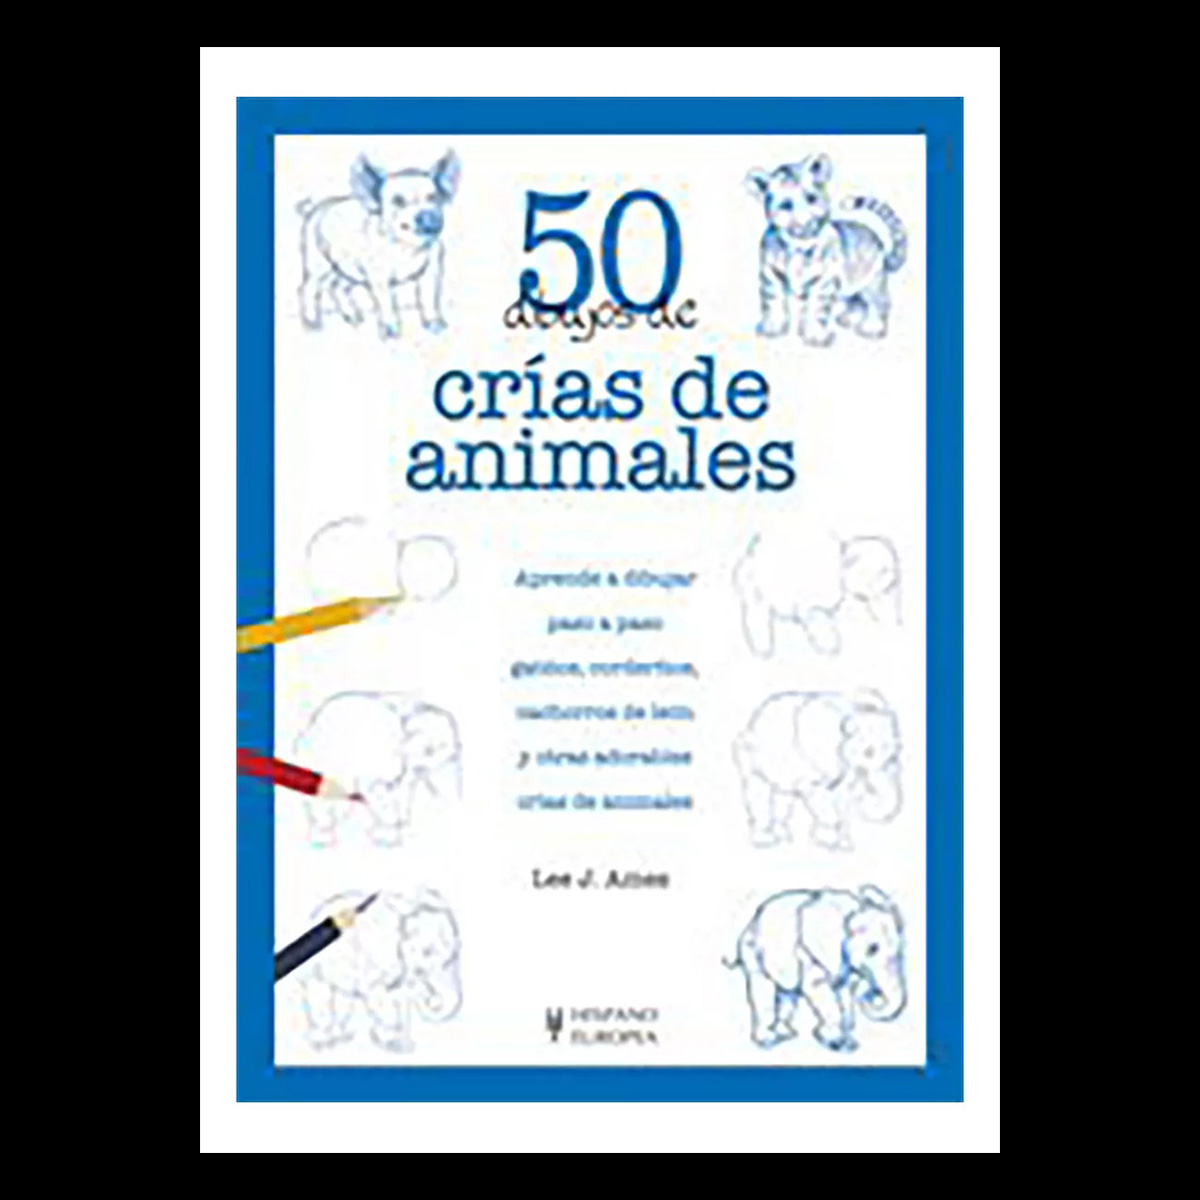 50
dibujos de
crías de
animales
Aprende a dibujar
paso a paso
gatitos, corderitos,
cachorros de león
y otras adorables
crías de animales
Lee J. Ames
HISPANO
EUROPEA